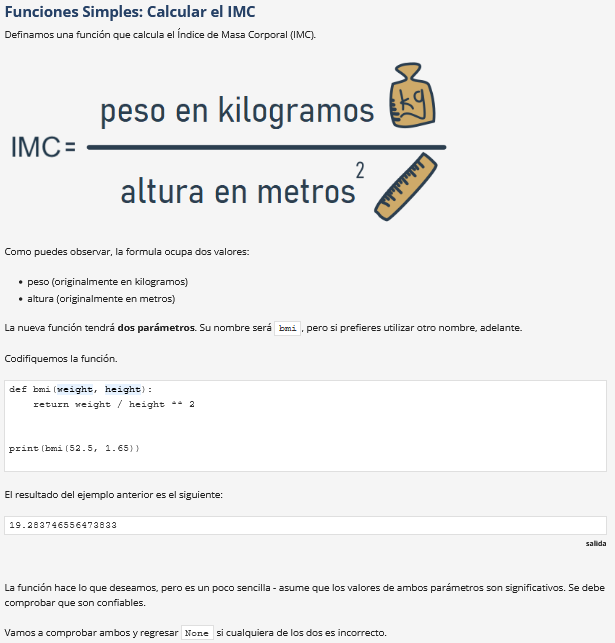 Funciones Simples: Calcular el IMC
Definamos una función que calcula el Índice de Masa Corporal (IMC).
peso en kilogramos kg
IMC =
altura en metros 2
Como puedes observar, la formula ocupa dos valores:
• peso (originalmente en kilogramos)
• altura (originalmente en metros)
La nueva función tendrá dos parámetros. Su nombre será bmi , pero si prefieres utilizar otro nombre, adelante.
Codifiquemos la función.
def bmi(weight, height):
    return weight / height ** 2
print(bmi(52.5, 1.65))
El resultado del ejemplo anterior es el siguiente:
19.283746556473833
salida
La función hace lo que deseamos, pero es un poco sencilla - asume que los valores de ambos parámetros son significativos. Se debe
comprobar que son confiables.
Vamos a comprobar ambos y regresar None si cualquiera de los dos es incorrecto.